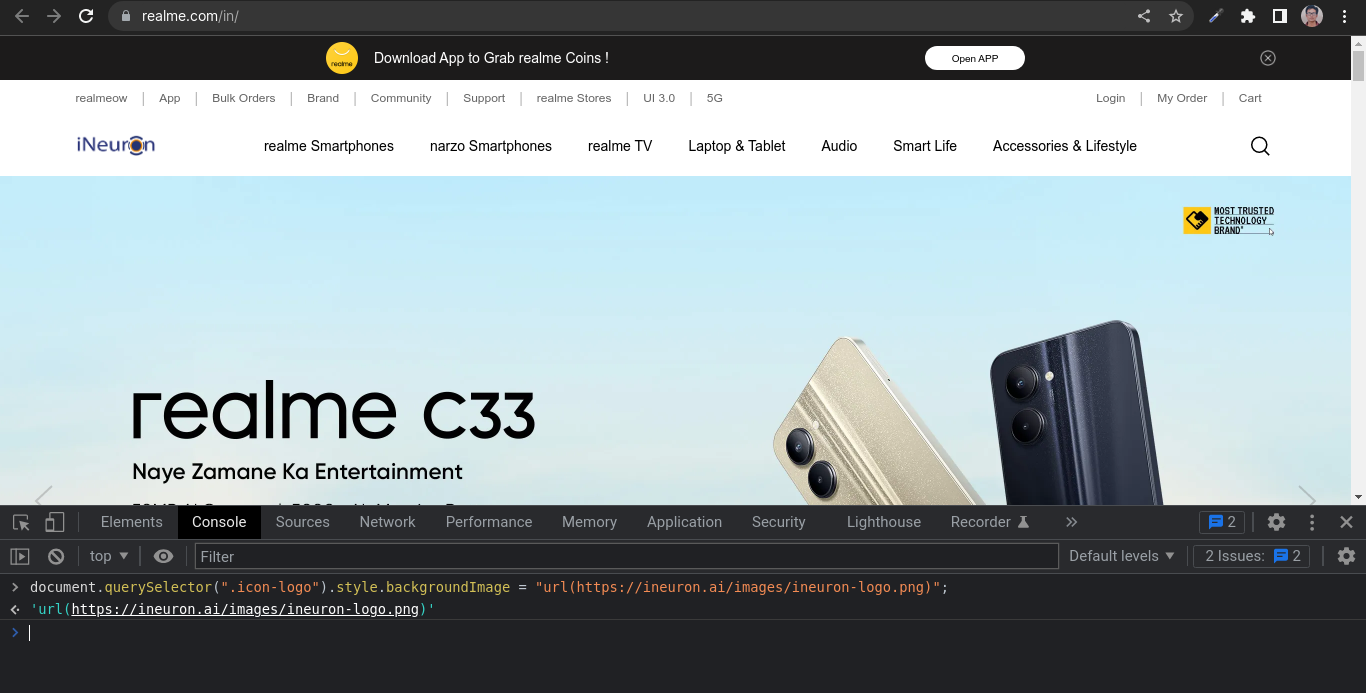 realme.com/in/
realme
Download App to Grab realme Coins !
Open APP
realmeow | App | Bulk Orders | Brand | Community | Support | realme Stores | UI 3.0 | 5G
Login | My Order | Cart
iNeuron
realme Smartphones narzo Smartphones realme TV Laptop & Tablet Audio Smart Life Accessories & Lifestyle
MOST TRUSTED
TECHNOLOGY
BRAND*
realme C33
Naye Zamane Ka Entertainment
Elements Console Sources Network Performance Memory Application Security Lighthouse Recorder 2
top Filter Default levels 2 Issues: 2
document.querySelector(".icon-logo").style.backgroundImage = "url(https://ineuron.ai/images/ineuron-logo.png)";
'url(https://ineuron.ai/images/ineuron-logo.png)'